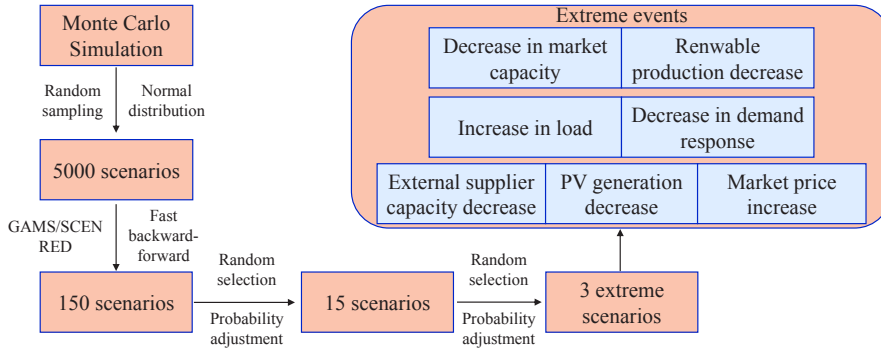 Monte Carlo
Simulation
Random
sampling
Normal
distribution
5000 scenarios
GAMS/SCEN
RED
Fast
backward-
forward
150 scenarios
Random
selection
Probability
adjustment
15 scenarios
Random
selection
Probability
adjustment
3 extreme
scenarios
Extreme events
Decrease in market
capacity
Renwable
production decrease
Increase in load
Decrease in demand
response
External supplier
capacity decrease
PV generation
decrease
Market price
increase